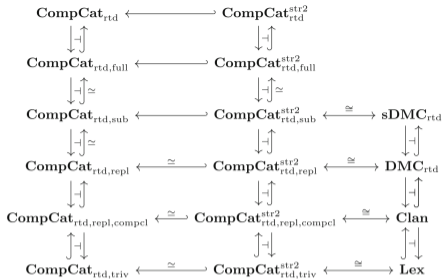 CompCat_rtd ← CompCat^str2_rtd
⊣ ⊣
CompCat_rtd,full ← CompCat^str2_rtd,full
⊣ ≃ ⊣ ≃
CompCat_rtd,sub ← CompCat^str2_rtd,sub ≅ sDMC_rtd
⊣ ≃ ⊣ ⊣
CompCat_rtd,repl ≃ CompCat^str2_rtd,repl ≅ DMC_rtd
⊣ ⊣ ⊣
CompCat_rtd,repl,compcl ≃ CompCat^str2_rtd,repl,compcl ≅ Clan
⊣ ⊣ ⊣
CompCat_rtd,triv ≃ CompCat^str2_rtd,triv ≅ Lex